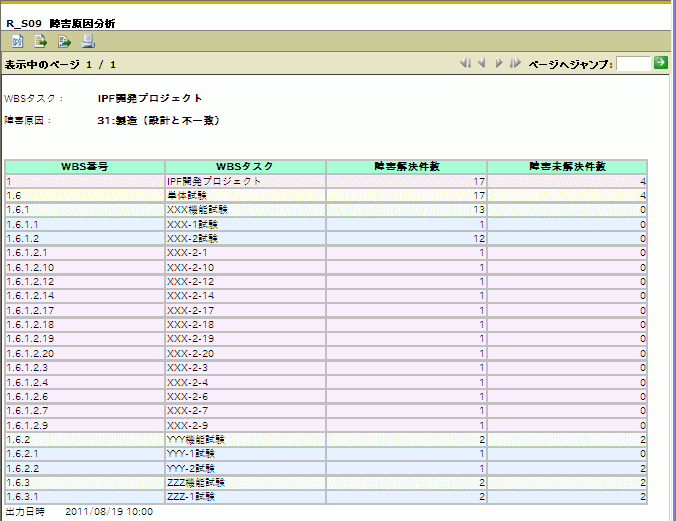 R_S09 障害原因分析
表示中のページ 1 / 1 ページへジャンプ:
WBSタスク： IPF開発プロジェクト
障害原因： 31:製造（設計と不一致）
WBS番号 WBSタスク 障害解決件数 障害未解決件数
1 IPF開発プロジェクト 17 4
1.6 単体試験 17 4
1.6.1 XXX機能試験 13 0
1.6.1.1 XXX-1試験 1 0
1.6.1.2 XXX-2試験 12 0
1.6.1.2.1 XXX-2-1 1 0
1.6.1.2.10 XXX-2-10 1 0
1.6.1.2.12 XXX-2-12 1 0
1.6.1.2.14 XXX-2-14 1 0
1.6.1.2.17 XXX-2-17 1 0
1.6.1.2.18 XXX-2-18 1 0
1.6.1.2.19 XXX-2-19 1 0
1.6.1.2.20 XXX-2-20 1 0
1.6.1.2.3 XXX-2-3 1 0
1.6.1.2.4 XXX-2-4 1 0
1.6.1.2.6 XXX-2-6 1 0
1.6.1.2.7 XXX-2-7 1 0
1.6.1.2.9 XXX-2-9 1 0
1.6.2 YYY機能試験 2 2
1.6.2.1 YYY-1試験 1 0
1.6.2.2 YYY-2試験 1 2
1.6.3 ZZZ機能試験 2 2
1.6.3.1 ZZZ-1試験 2 2
出力日時 2011/08/19 10:00